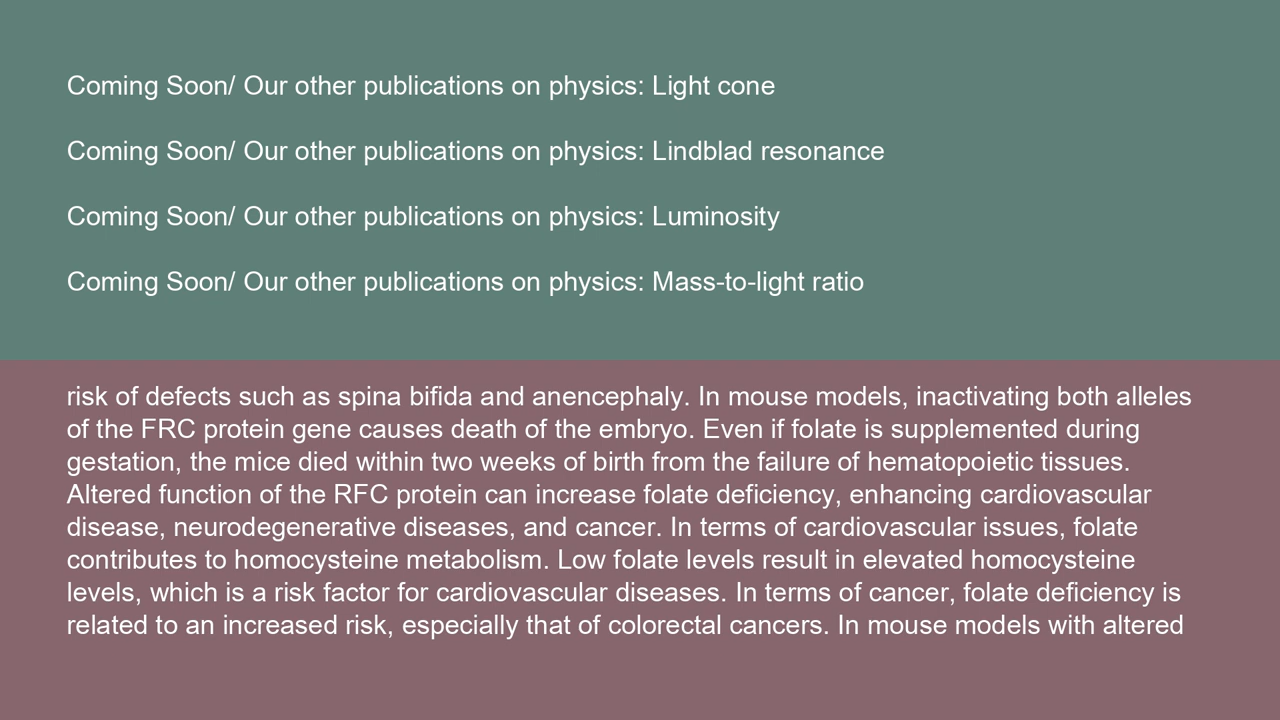 Coming Soon/ Our other publications on physics: Light cone
Coming Soon/ Our other publications on physics: Lindblad resonance
Coming Soon/ Our other publications on physics: Luminosity
Coming Soon/ Our other publications on physics: Mass-to-light ratio
risk of defects such as spina bifida and anencephaly. In mouse models, inactivating both alleles
of the FRC protein gene causes death of the embryo. Even if folate is supplemented during
gestation, the mice died within two weeks of birth from the failure of hematopoietic tissues.
Altered function of the RFC protein can increase folate deficiency, enhancing cardiovascular
disease, neurodegenerative diseases, and cancer. In terms of cardiovascular issues, folate
contributes to homocysteine metabolism. Low folate levels result in elevated homocysteine
levels, which is a risk factor for cardiovascular diseases. In terms of cancer, folate deficiency is
related to an increased risk, especially that of colorectal cancers. In mouse models with altered